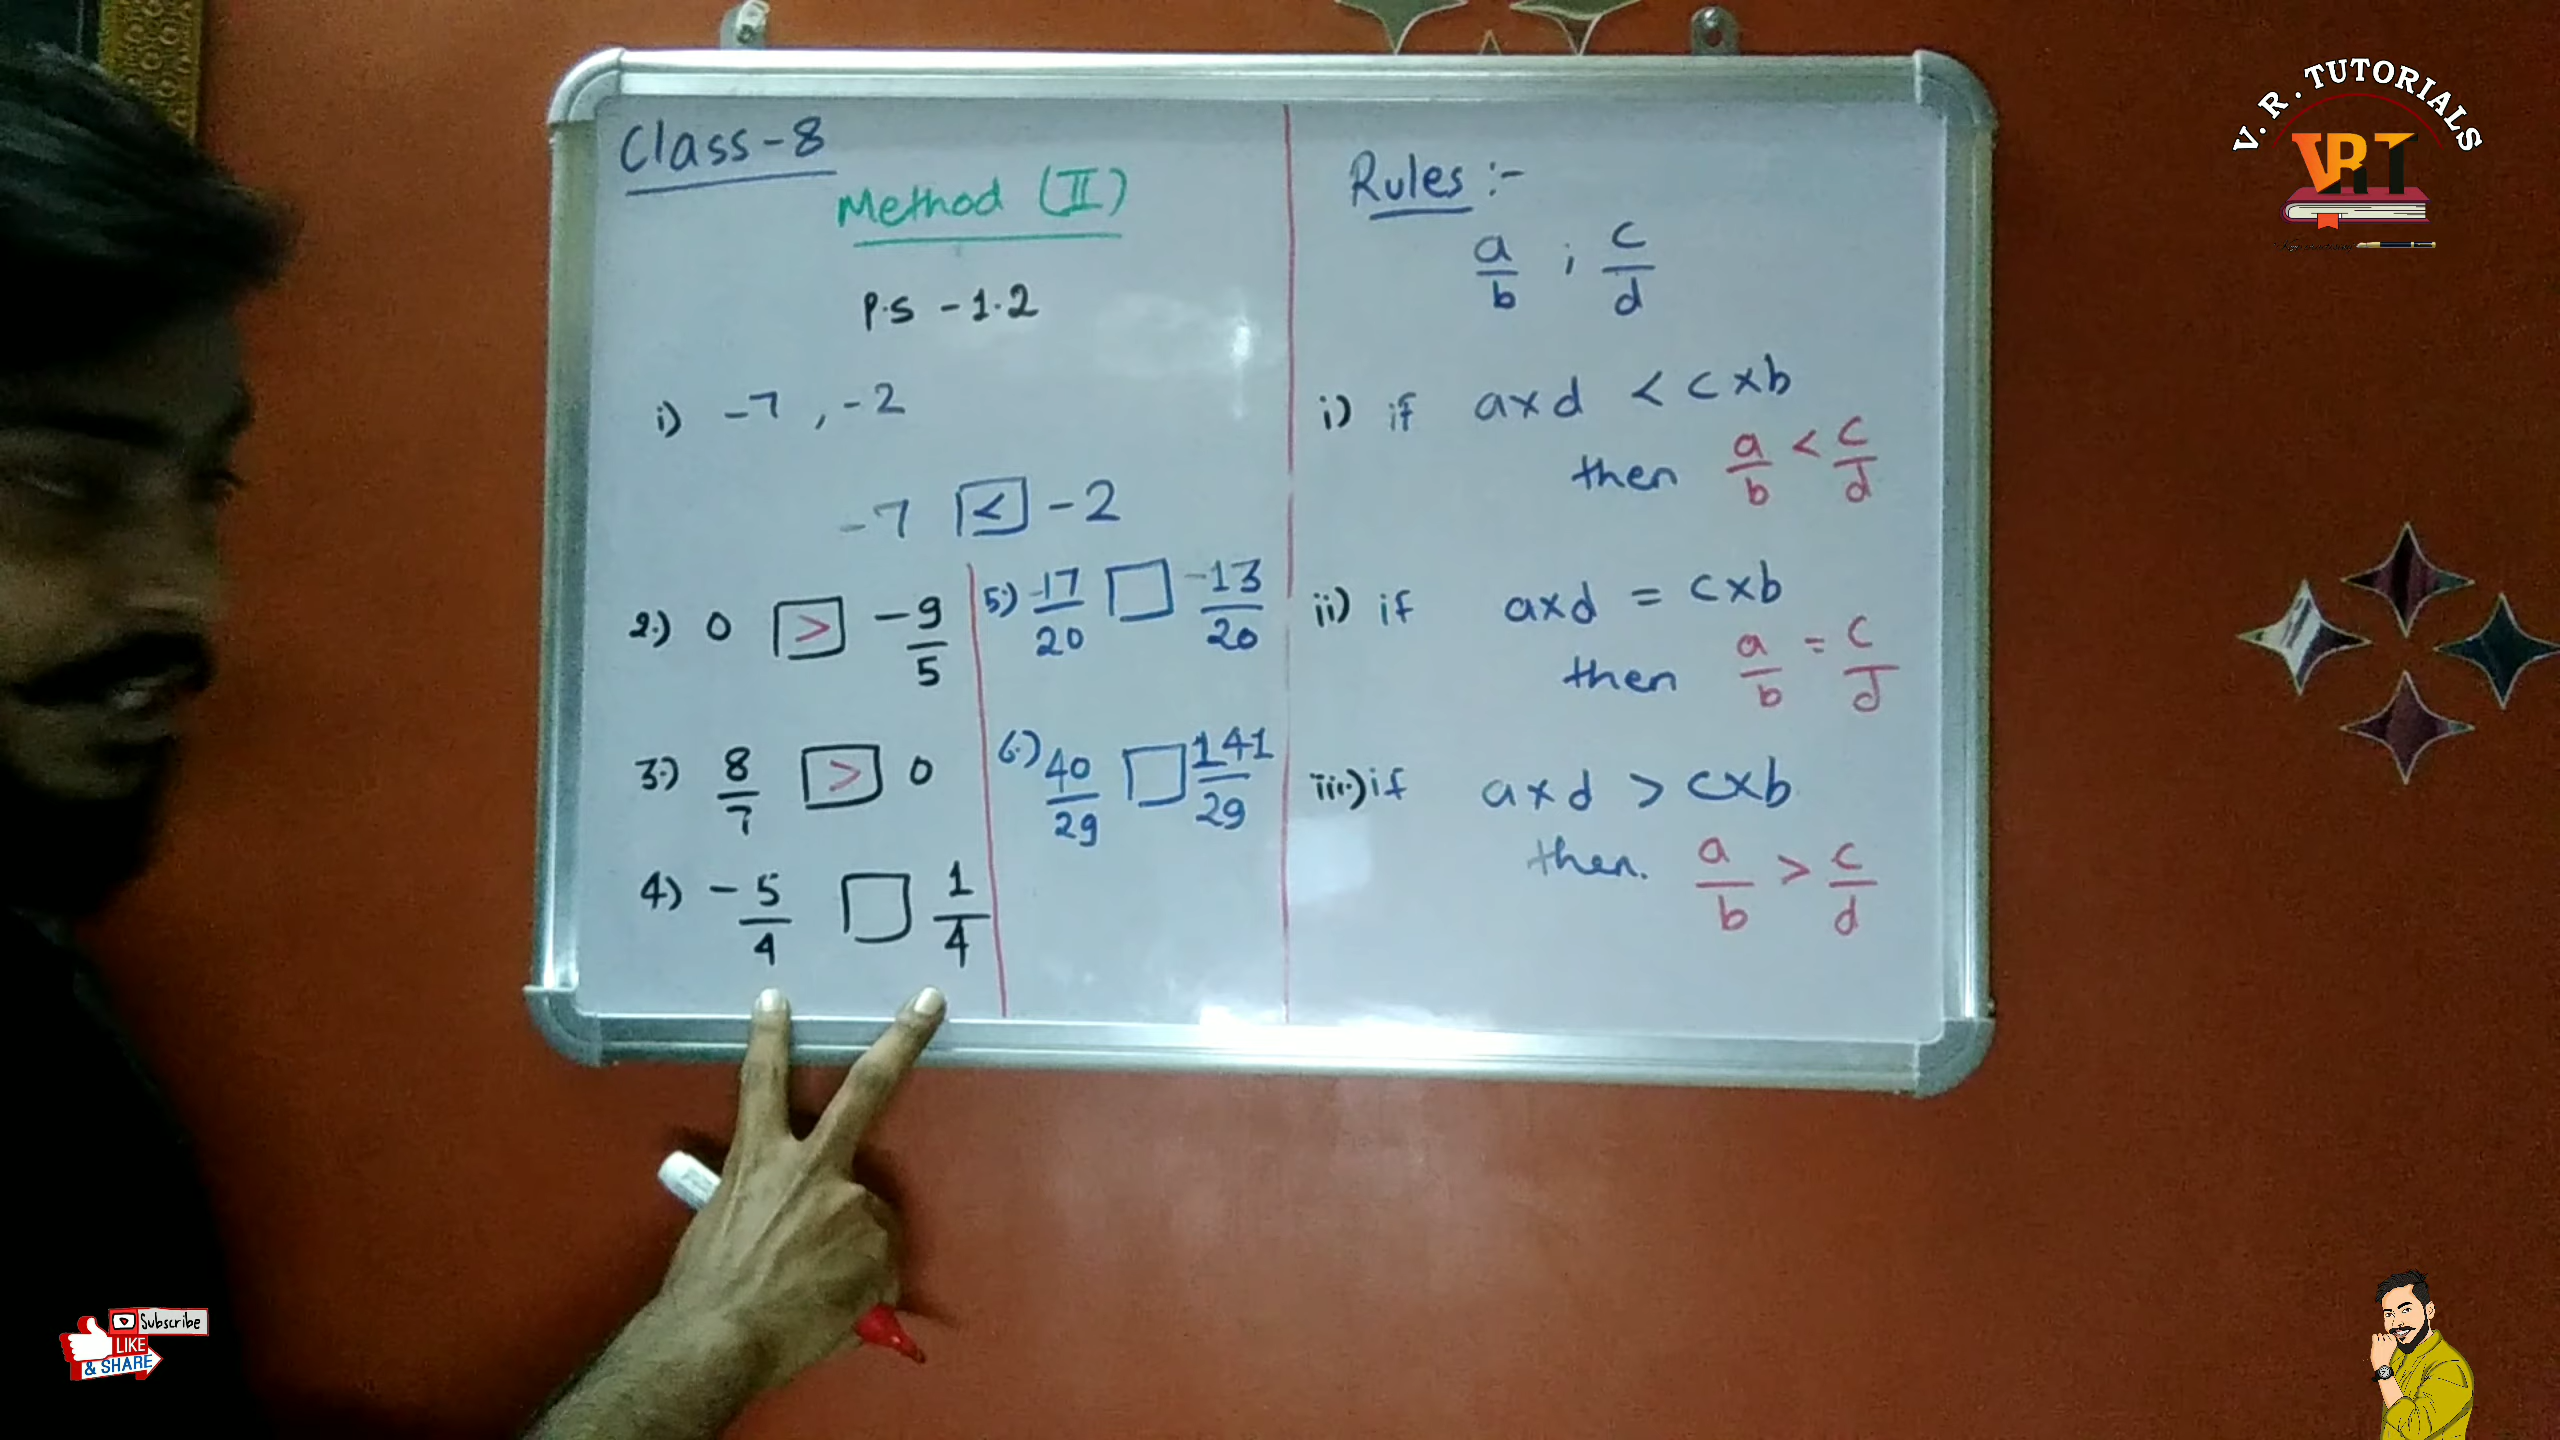 Class-8
Method (II)
P.S - 1.2
i) -7 , -2
-7 < -2
2.) 0 > -9/5
3.) 8/7 > 0
4.) -5/4 □ 1/4
5.) -17/20 □ -13/20
6.) 40/29 □ 141/29
Rules :-
a/b ; c/d
i) if a×d < c×b
then a/b < c/d
ii) if a×d = c×b
then a/b = c/d
iii.) if a×d > c×b
then. a/b > c/d
V. R. TUTORIALS
VRT
Subscribe
LIKE
& SHARE